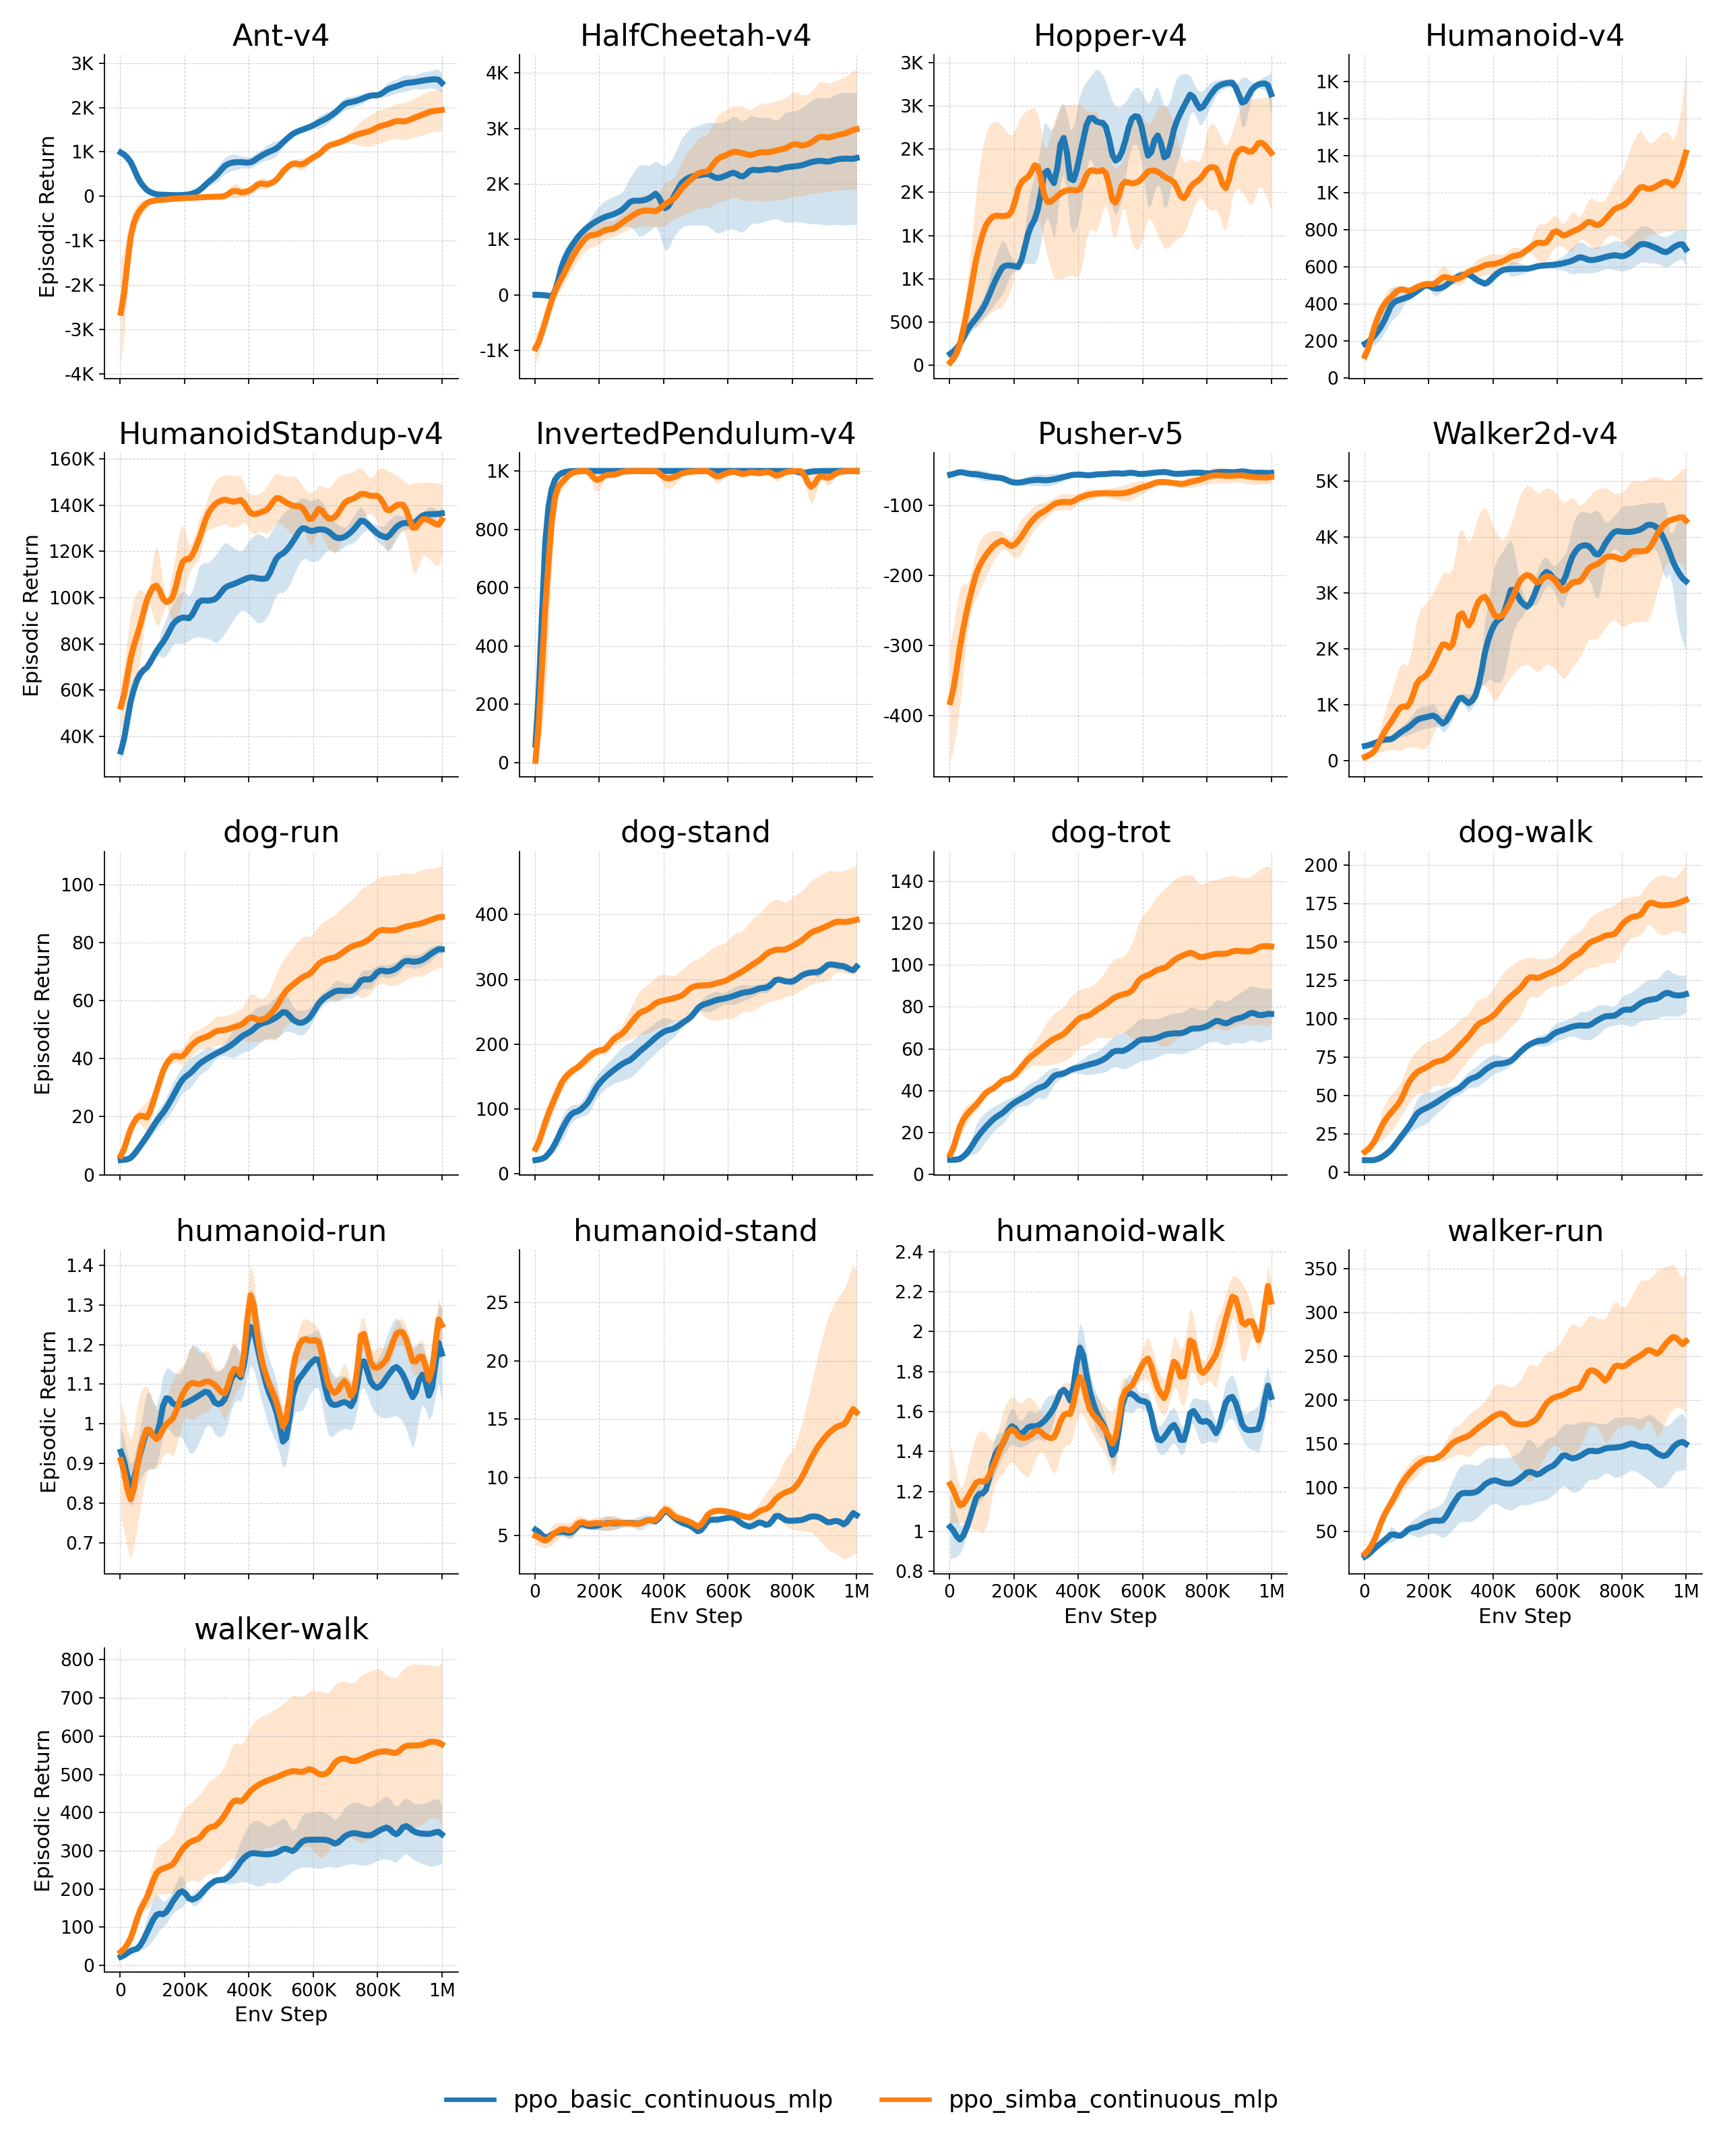 Ant-v4
HalfCheetah-v4
Hopper-v4
Humanoid-v4
Episodic Return
3K
2K
1K
0
-1K
-2K
-3K
-4K
4K
3K
2K
1K
0
-1K
3K
3K
2K
2K
1K
1K
500
0
1K
1K
1K
1K
800
600
400
200
0
HumanoidStandup-v4
InvertedPendulum-v4
Pusher-v5
Walker2d-v4
Episodic Return
160K
140K
120K
100K
80K
60K
40K
1K
800
600
400
200
0
-100
-200
-300
-400
5K
4K
3K
2K
1K
0
dog-run
dog-stand
dog-trot
dog-walk
Episodic Return
100
80
60
40
20
0
400
300
200
100
0
140
120
100
80
60
40
20
0
200
175
150
125
100
75
50
25
0
humanoid-run
humanoid-stand
humanoid-walk
walker-run
Episodic Return
1.4
1.3
1.2
1.1
1
0.9
0.8
0.7
25
20
15
10
5
0 200K 400K 600K 800K 1M
Env Step
2.4
2.2
2
1.8
1.6
1.4
1.2
1
0.8
0 200K 400K 600K 800K 1M
Env Step
350
300
250
200
150
100
50
0 200K 400K 600K 800K 1M
Env Step
walker-walk
Episodic Return
800
700
600
500
400
300
200
100
0
0 200K 400K 600K 800K 1M
Env Step
ppo_basic_continuous_mlp
ppo_simba_continuous_mlp